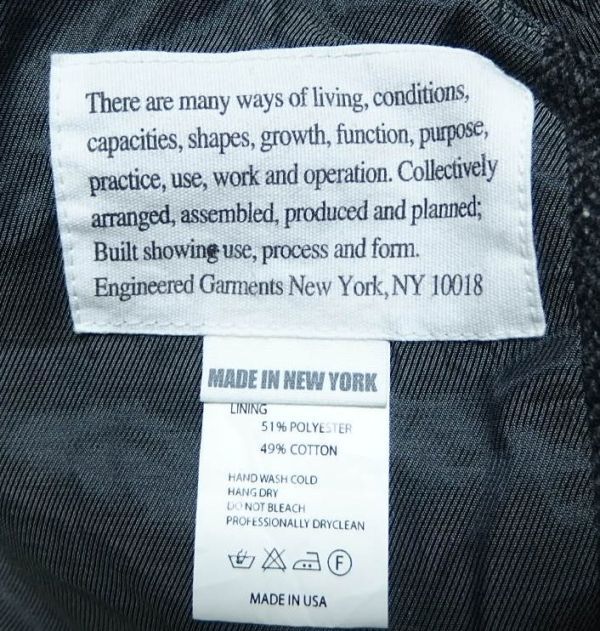 There are many ways of living, conditions,
capacities, shapes, growth, function, purpose,
practice, use, work and operation. Collectively
arranged, assembled, produced and planned;
Built showing use, process and form.
Engineered Garments New York, NY 10018
MADE IN NEW YORK
LINING
51% POLYESTER
49% COTTON
HAND WASH COLD
HANG DRY
DO NOT BLEACH
PROFESSIONALLY DRYCLEAN
F
MADE IN USA